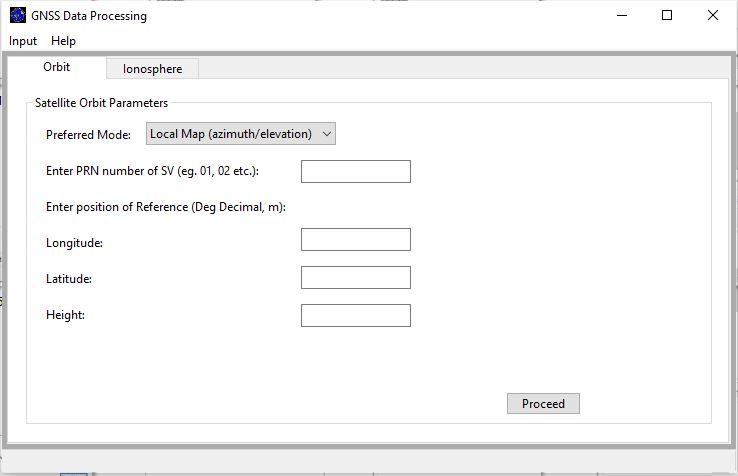 GNSS Data Processing
Input Help
Orbit Ionosphere
Satellite Orbit Parameters
Preferred Mode: Local Map (azimuth/elevation)
Enter PRN number of SV (eg. 01, 02 etc.):
Enter position of Reference (Deg Decimal, m):
Longitude:
Latitude:
Height:
Proceed